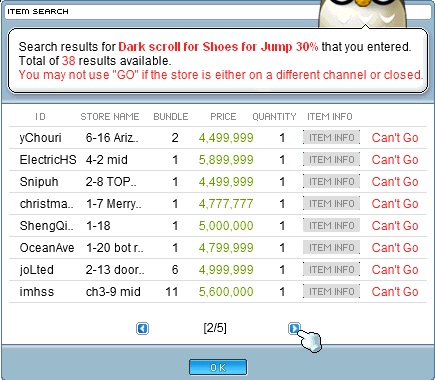 ITEM SEARCH
Search results for Dark scroll for Shoes for Jump 30% that you entered.
Total of 38 results available.
You may not use "GO" if the store is either on a different channel or closed.
ID STORE NAME BUNDLE PRICE QUANTITY ITEM INFO
yChouri 6-16 Ariz.. 2 4,499,999 1 ITEM INFO Can't Go
ElectricHS 4-2 mid 1 5,899,999 1 ITEM INFO Can't Go
Snipuh 2-8 TOP.. 1 4,499,999 1 ITEM INFO Can't Go
christma.. 1-7 Merry.. 1 4,777,777 1 ITEM INFO Can't Go
ShengQi.. 1-18 1 5,000,000 1 ITEM INFO Can't Go
OceanAve 1-20 bot r.. 1 4,799,999 1 ITEM INFO Can't Go
joLted 2-13 door.. 6 4,999,999 1 ITEM INFO Can't Go
imhss ch3-9 mid 11 5,600,000 1 ITEM INFO Can't Go
[2/5]
OK